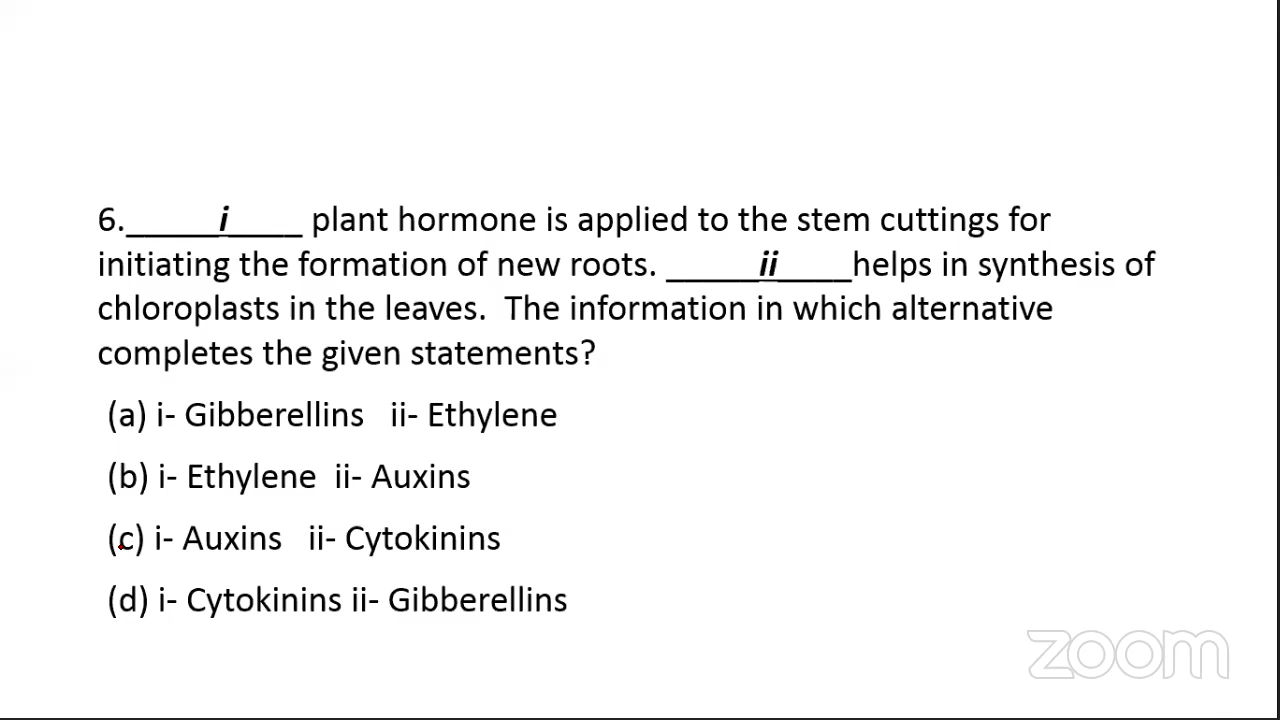 6._____i____ plant hormone is applied to the stem cuttings for
initiating the formation of new roots. _____ii____helps in synthesis of
chloroplasts in the leaves.  The information in which alternative
completes the given statements?
(a) i- Gibberellins   ii- Ethylene
(b) i- Ethylene  ii- Auxins
(c) i- Auxins   ii- Cytokinins
(d) i- Cytokinins ii- Gibberellins
zoom